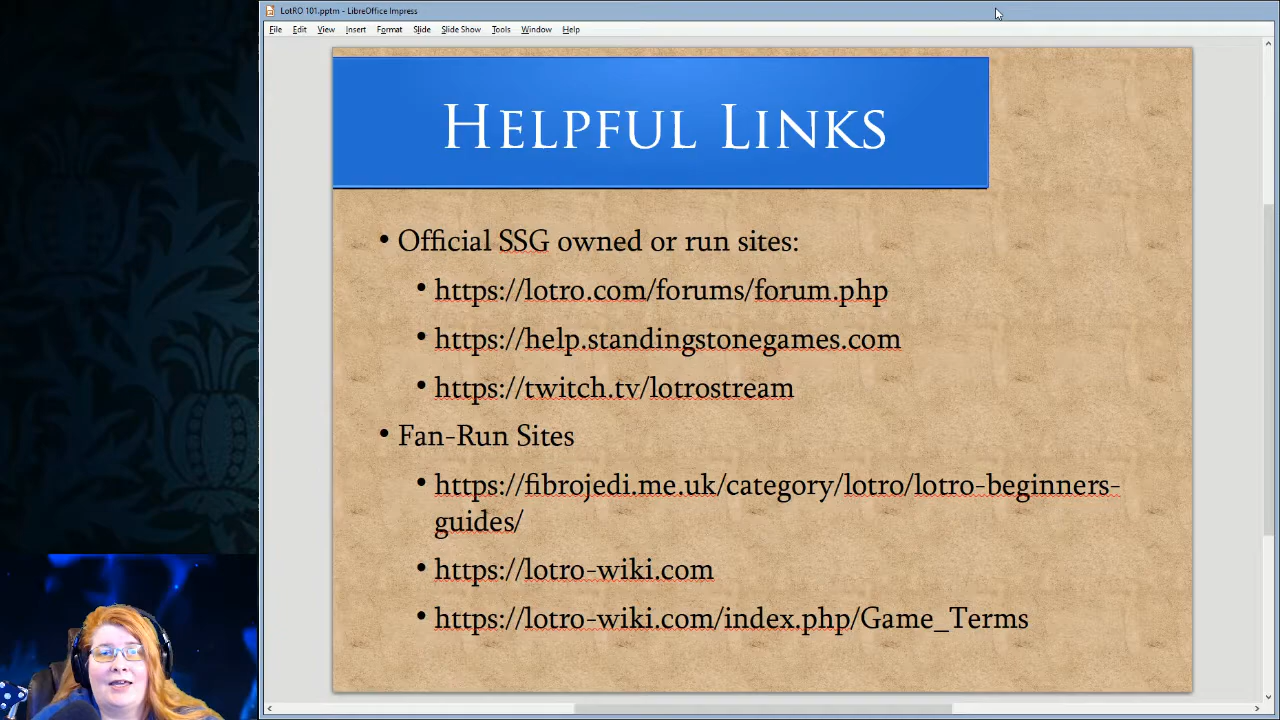 LotRO 101.pptm - LibreOffice Impress
File Edit View Insert Format Slide Slide Show Tools Window Help
Helpful Links
• Official SSG owned or run sites:
• https://lotro.com/forums/forum.php
• https://help.standingstonegames.com
• https://twitch.tv/lotrostream
• Fan-Run Sites
• https://fibrojedi.me.uk/category/lotro/lotro-beginners-
guides/
• https://lotro-wiki.com
• https://lotro-wiki.com/index.php/Game_Terms